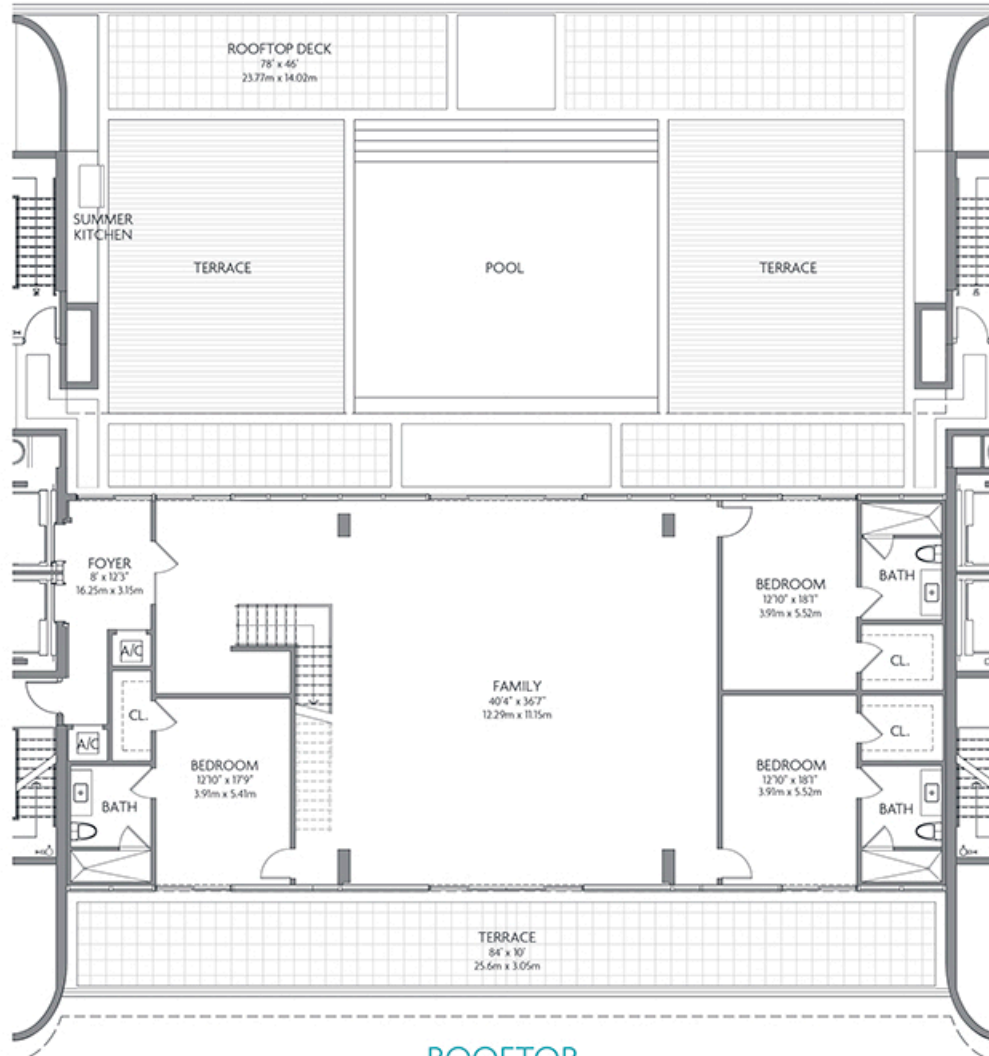 ROOFTOP DECK
78' x 46'
23.77m x 14.02m
SUMMER
KITCHEN
TERRACE
POOL
TERRACE
FOYER
8' x 12'3"
16.25m x 3.15m
BEDROOM
12'10" x 18'1"
3.91m x 5.52m
BATH
A/C
CL.
FAMILY
40'4" x 36'7"
12.29m x 11.15m
CL.
CL.
A/C
BEDROOM
12'10" x 17'9"
3.91m x 5.41m
BEDROOM
12'10" x 18'1"
3.91m x 5.52m
BATH
BATH
TERRACE
84' x 10'
25.6m x 3.05m
ROOFTOP